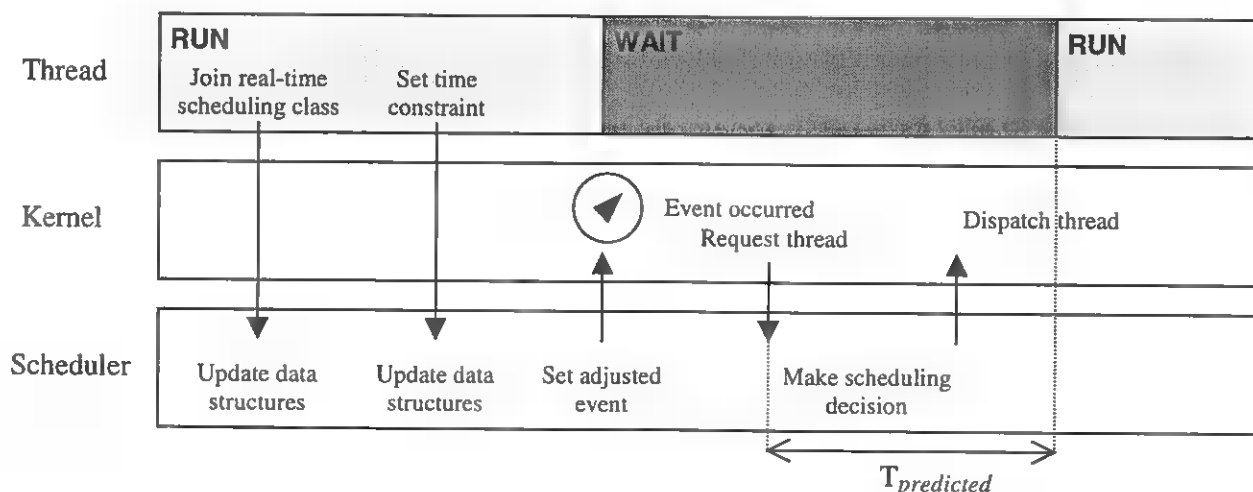 RUN
WAIT
RUN
Thread
Join real-time
scheduling class
Set time
constraint
Kernel
Event occurred
Request thread
Dispatch thread
Scheduler
Update data
structures
Update data
structures
Set adjusted
event
Make scheduling
decision
Tpredicted